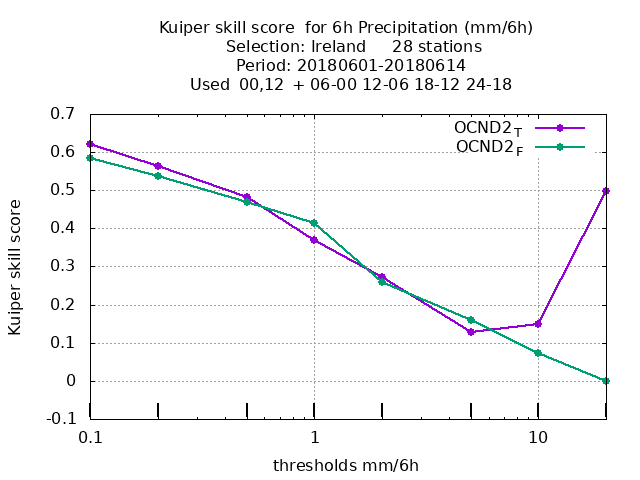 Kuiper skill score  for 6h Precipitation (mm/6h)
Selection: Ireland     28 stations
Period: 20180601-20180614
Used  00,12  + 06-00 12-06 18-12 24-18
OCND2T
OCND2F
Kuiper skill score
0.7
0.6
0.5
0.4
0.3
0.2
0.1
0
-0.1
0.1 1 10
thresholds mm/6h